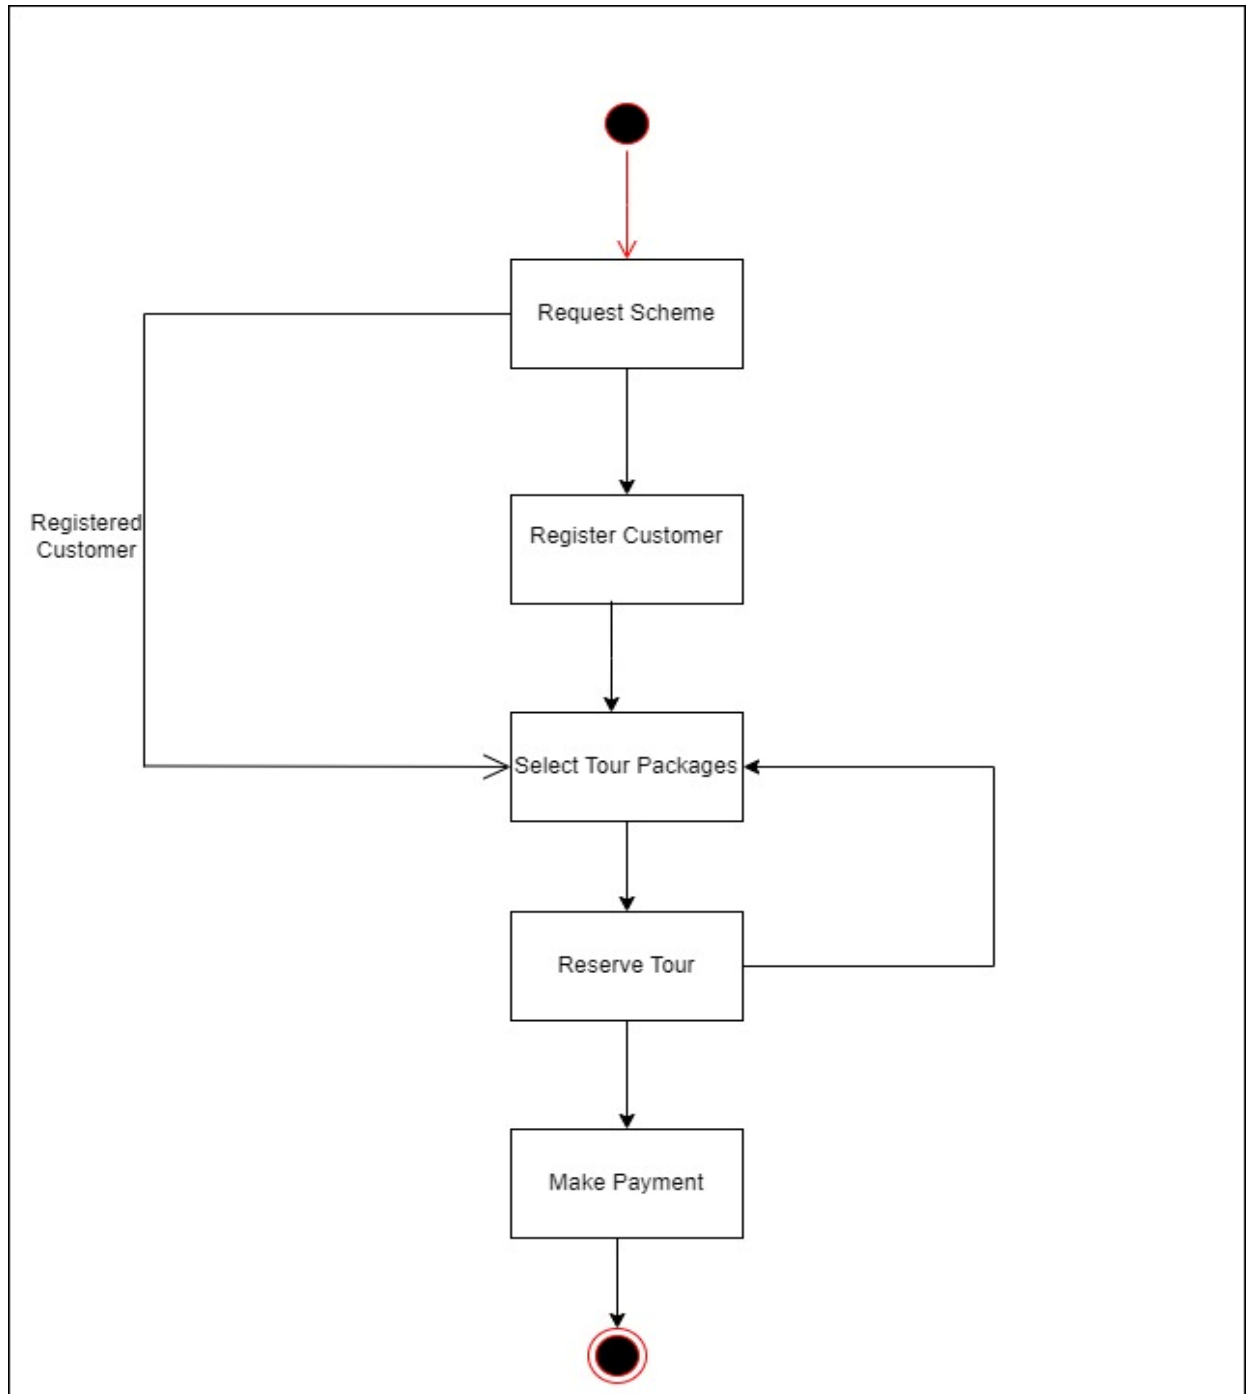 Request Scheme
Registered
Customer
Register Customer
Select Tour Packages
Reserve Tour
Make Payment